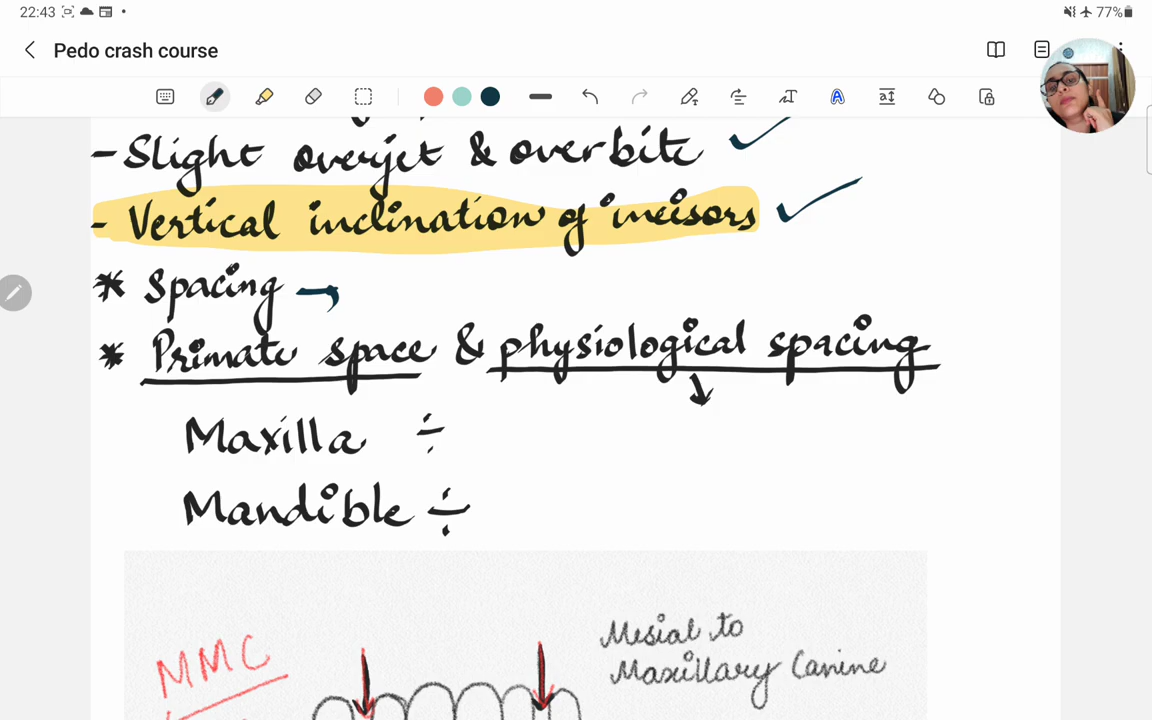 22:43 77%
Pedo crash course
- Slight overjet & overbite
- Vertical inclination of incisors
* Spacing →
* Primate space & physiological spacing
Maxilla ÷
Mandible ÷
MMC
Mesial to
Maxillary Canine